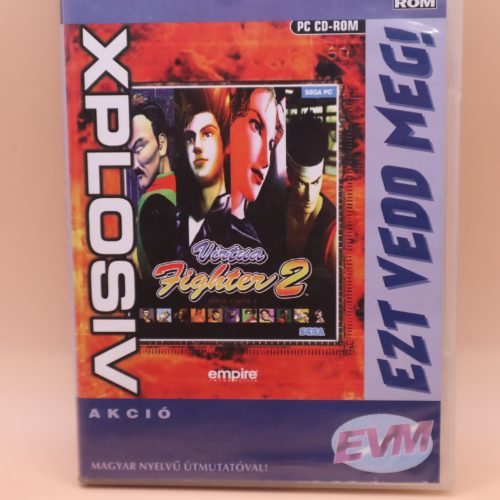 ROM
PC CD-ROM
XPLOSIV
SEGA PC
Virtua
Fighter 2
SEGA
empire
AKCIÓ
MAGYAR NYELVŰ ÚTMUTATÓVAL!
EZT VEDD MEG!
EVM